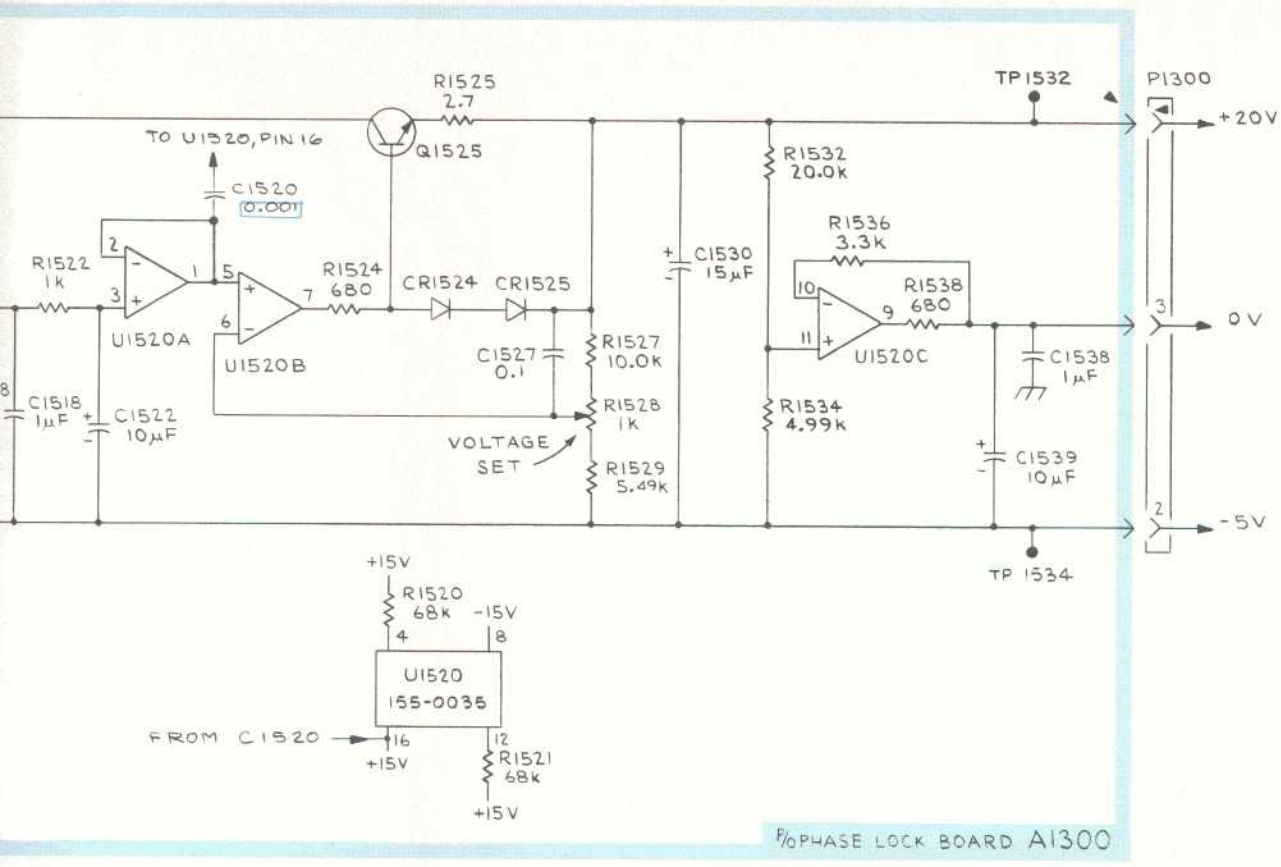 R1525
2.7
TP1532
P1300
+20V
TO U1520, PIN 16
Q1525
C1520
0.001
R1532
20.0k
R1536
3.3k
R1522
1k
2
-
3
+
1
5
+
6
-
7
U1520A
U1520B
R1524
680
CR1524
CR1525
+
-
C1530
15µF
10
-
11
+
9
R1538
680
U1520C
3
0V
C1527
0.1
R1527
10.0k
C1538
1µF
8
C1518
1µF
+
-
C1522
10µF
R1528
1k
VOLTAGE
SET
R1534
4.99k
R1529
5.49k
+
-
C1539
10µF
2
-5V
TP 1534
+15V
R1520
68k
-15V
4
8
U1520
155-0035
FROM C1520
16
+15V
12
R1521
68k
+15V
P/O PHASE LOCK BOARD A1300